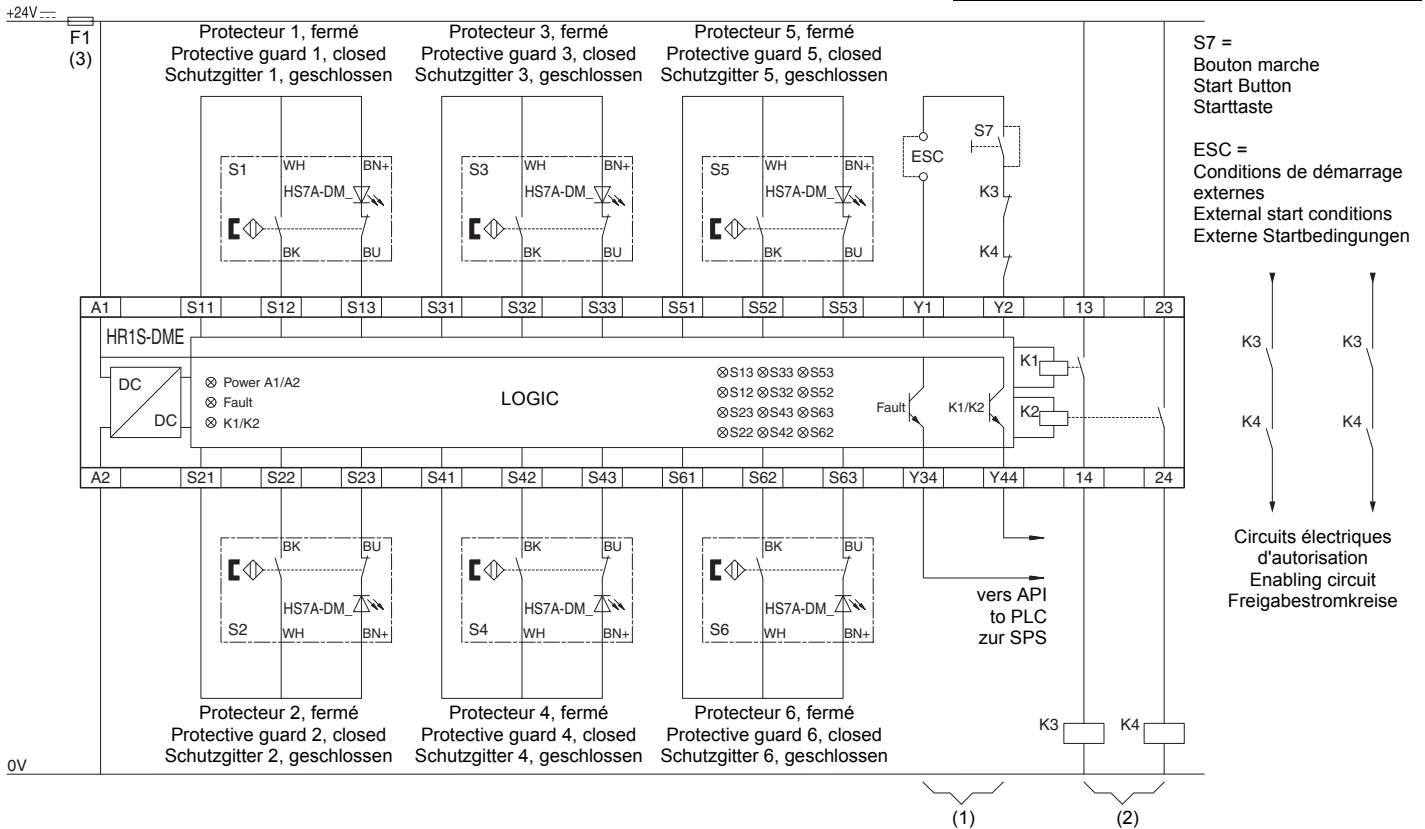 +24V
F1
(3)
Protecteur 1, fermé
Protective guard 1, closed
Schutzgitter 1, geschlossen
Protecteur 3, fermé
Protective guard 3, closed
Schutzgitter 3, geschlossen
Protecteur 5, fermé
Protective guard 5, closed
Schutzgitter 5, geschlossen
S7 =
Bouton marche
Start Button
Starttaste
ESC =
Conditions de démarrage
externes
External start conditions
Externe Startbedingungen
S1 WH BN+
HS7A-DM_
BK BU
S3 WH BN+
HS7A-DM_
BK BU
S5 WH BN+
HS7A-DM_
BK BU
ESC
S7
K3
K4
A1 S11 S12 S13 S31 S32 S33 S51 S52 S53 Y1 Y2 13 23
HR1S-DME
DC
DC
Power A1/A2
Fault
K1/K2
LOGIC
S13 S33 S53
S12 S32 S52
S23 S43 S63
S22 S42 S62
Fault
K1/K2
K1
K2
K3 K3
K4 K4
A2 S21 S22 S23 S41 S42 S43 S61 S62 S63 Y34 Y44 14 24
BK BU
HS7A-DM_
S2 WH BN+
BK BU
HS7A-DM_
S4 WH BN+
BK BU
HS7A-DM_
S6 WH BN+
vers API
to PLC
zur SPS
Circuits électriques
d'autorisation
Enabling circuit
Freigabestromkreise
Protecteur 2, fermé
Protective guard 2, closed
Schutzgitter 2, geschlossen
Protecteur 4, fermé
Protective guard 4, closed
Schutzgitter 4, geschlossen
Protecteur 6, fermé
Protective guard 6, closed
Schutzgitter 6, geschlossen
K3 K4
0V
(1) (2)